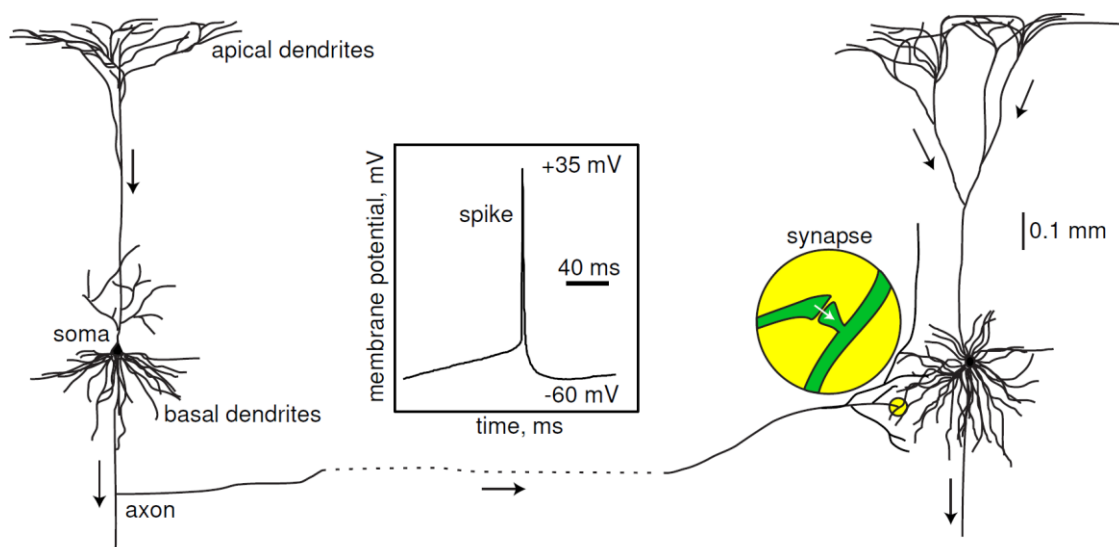 apical dendrites
soma
basal dendrites
axon
membrane potential, mV
+35 mV
spike
40 ms
-60 mV
time, ms
synapse
0.1 mm